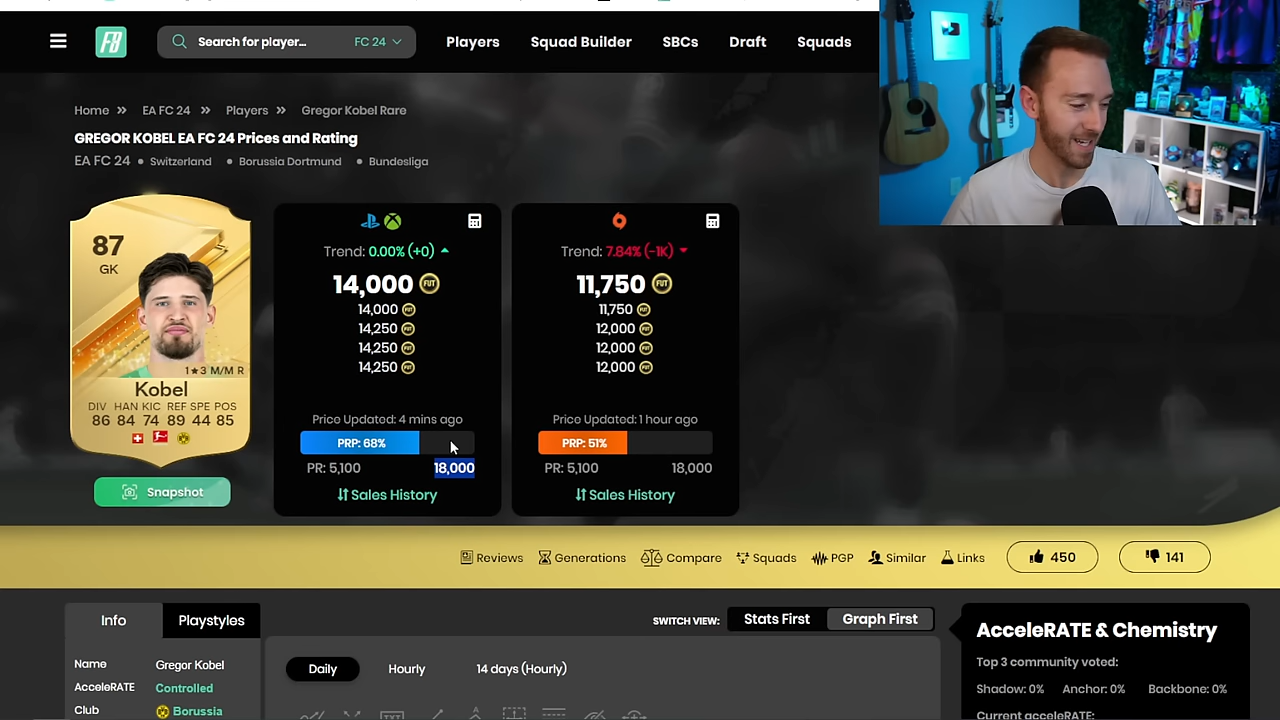 FB
Search for player...
FC 24
Players
Squad Builder
SBCs
Draft
Squads
Home
EA FC 24
Players
Gregor Kobel Rare
GREGOR KOBEL EA FC 24 Prices and Rating
EA FC 24
Switzerland
Borussia Dortmund
Bundesliga
87
GK
1★3 M/M R
Kobel
DIV HAN KIC REF SPE POS
86 84 74 89 44 85
Snapshot
Trend: 0.00% (+0)
14,000
14,000
14,250
14,250
14,250
Price Updated: 4 mins ago
PRP: 68%
PR: 5,100
18,000
Sales History
Trend: 7.84% (-1K)
11,750
11,750
12,000
12,000
12,000
Price Updated: 1 hour ago
PRP: 51%
PR: 5,100
18,000
Sales History
Reviews
Generations
Compare
Squads
PGP
Similar
Links
450
141
Info
Playstyles
SWITCH VIEW:
Stats First
Graph First
Name
Gregor Kobel
AcceleRATE
Controlled
Club
Borussia
Daily
Hourly
14 days (Hourly)
TXT
AcceleRATE & Chemistry
Top 3 community voted:
Shadow: 0%
Anchor: 0%
Backbone: 0%
Current acceleRATE: